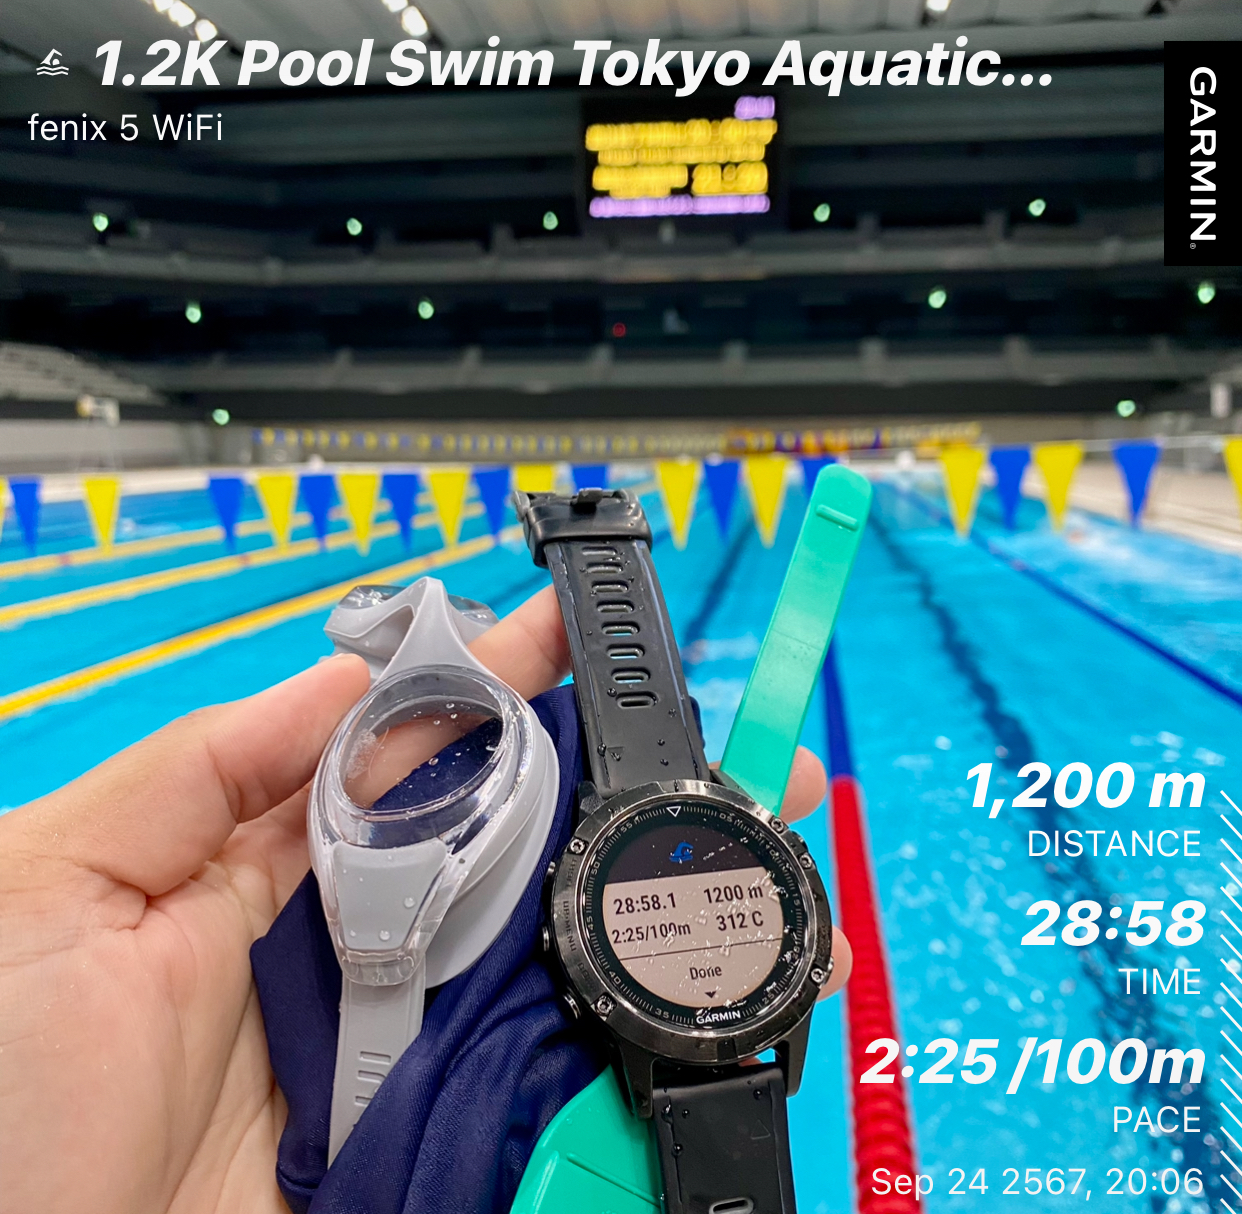 1.2K Pool Swim Tokyo Aquatic...
fenix 5 WiFi
GARMIN
1,200 m
DISTANCE
28:58
TIME
2:25 /100m
PACE
Sep 24 2567, 20:06
28:58.1 1200 m
2:25/100m 312 C
Done
GARMIN